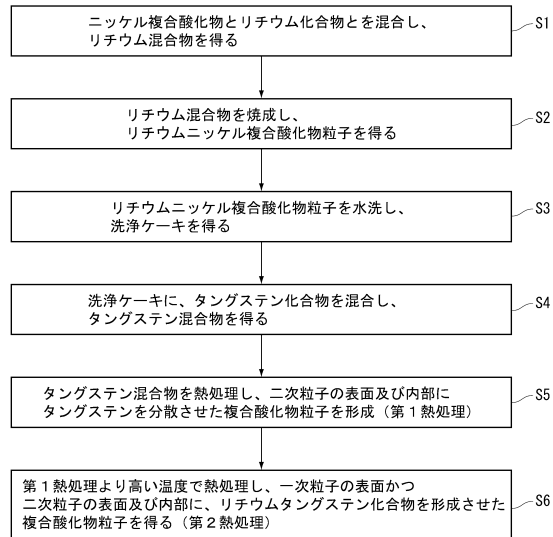 ニッケル複合酸化物とリチウム化合物とを混合し、
リチウム混合物を得る
S1
リチウム混合物を焼成し、
リチウムニッケル複合酸化物粒子を得る
S2
リチウムニッケル複合酸化物粒子を水洗し、
洗浄ケーキを得る
S3
洗浄ケーキに、タングステン化合物を混合し、
タングステン混合物を得る
S4
タングステン混合物を熱処理し、二次粒子の表面及び内部に
タングステンを分散させた複合酸化物粒子を形成（第１熱処理）
S5
第１熱処理より高い温度で熱処理し、一次粒子の表面かつ
二次粒子の表面及び内部に、リチウムタングステン化合物を形成させた
複合酸化物粒子を得る（第２熱処理）
S6